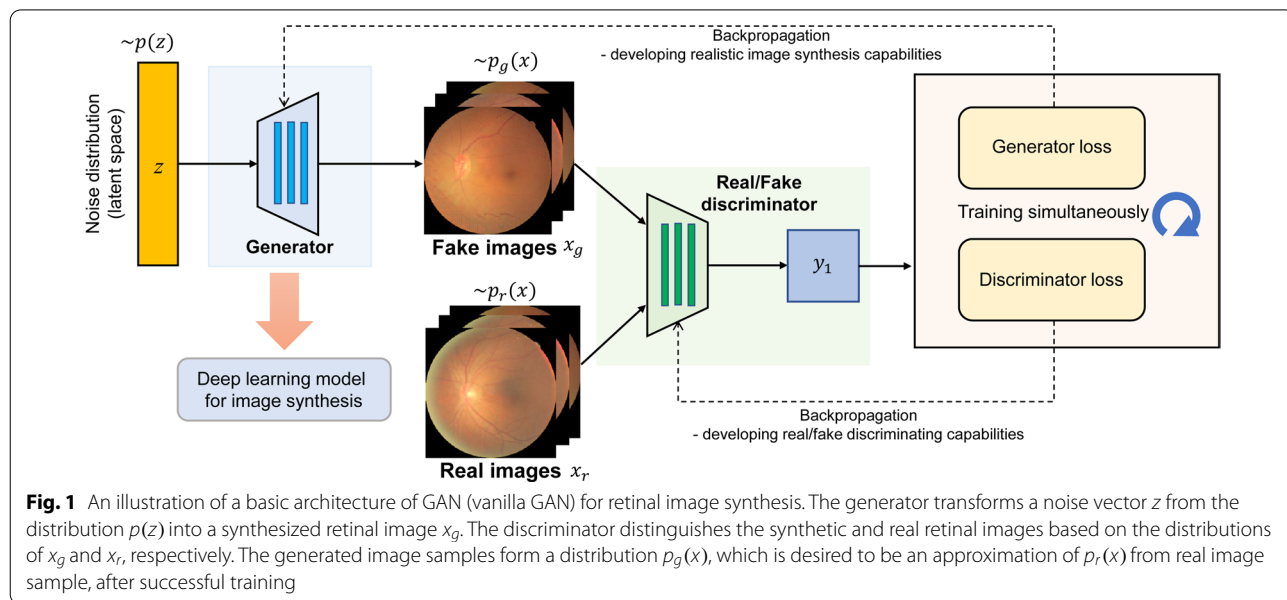 ~p(z)
Noise distribution
(latent space)
z
Generator
Deep learning model
for image synthesis
~p_g(x)
Fake images x_g
~p_r(x)
Real images x_r
Backpropagation
- developing realistic image synthesis capabilities
Real/Fake
discriminator
y_1
Generator loss
Training simultaneously
Discriminator loss
Backpropagation
- developing real/fake discriminating capabilities
Fig. 1 An illustration of a basic architecture of GAN (vanilla GAN) for retinal image synthesis. The generator transforms a noise vector z from the
distribution p(z) into a synthesized retinal image x_g. The discriminator distinguishes the synthetic and real retinal images based on the distributions
of x_g and x_r, respectively. The generated image samples form a distribution p_g(x), which is desired to be an approximation of p_r(x) from real image
sample, after successful training